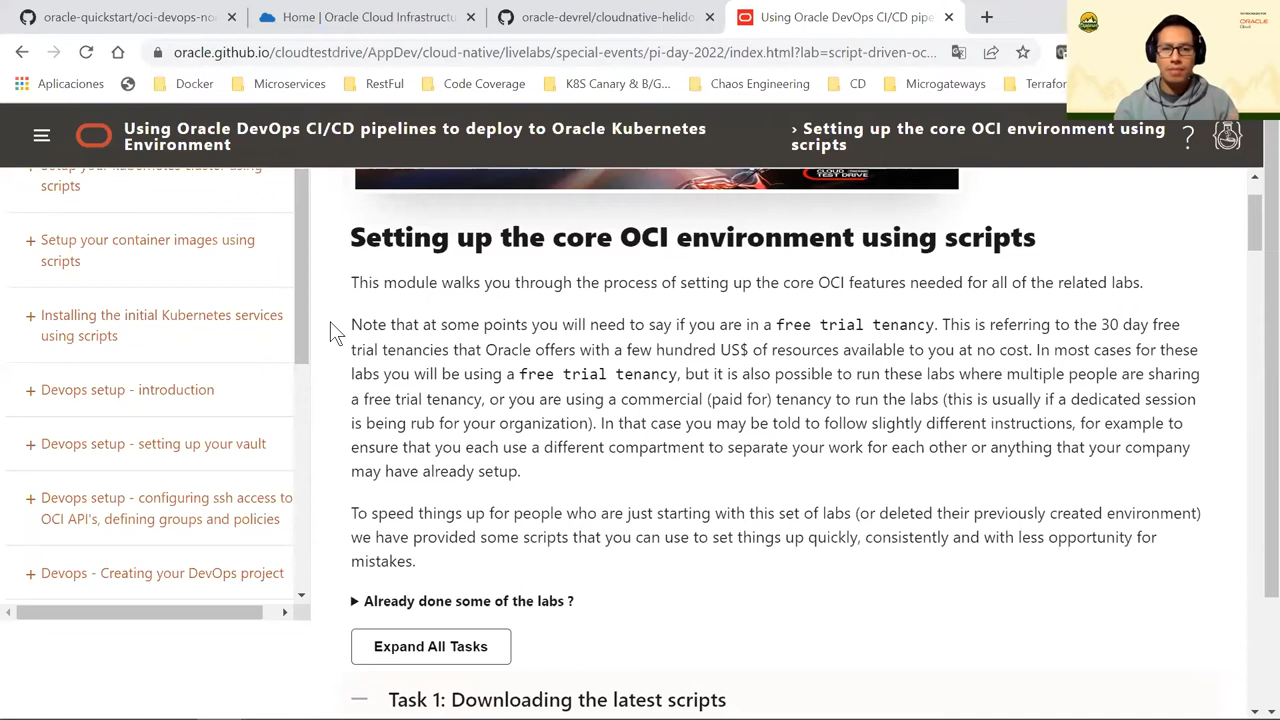 oracle-quickstart/oci-devops-no
Home | Oracle Cloud Infrastructu
oracle-devrel/cloudnative-helido
Using Oracle DevOps CI/CD pipe
oracle.github.io/cloudtestdrive/AppDev/cloud-native/livelabs/special-events/pi-day-2022/index.html?lab=script-driven-c...
Aplicaciones
Docker
Microservices
RestFul
Code Coverage
K8S Canary & B/G...
Chaos Engineering
CD
Microgateways
Terrafor
Using Oracle DevOps CI/CD pipelines to deploy to Oracle Kubernetes
Environment
› Setting up the core OCI environment using
scripts
?
Setup your kubernetes cluster using
scripts
+ Setup your container images using
scripts
+ Installing the initial Kubernetes services
using scripts
+ Devops setup - introduction
+ Devops setup - setting up your vault
+ Devops setup - configuring ssh access to
OCI API's, defining groups and policies
+ Devops - Creating your DevOps project
CLOUD
TEST DRIVE
Setting up the core OCI environment using scripts
This module walks you through the process of setting up the core OCI features needed for all of the related labs.
Note that at some points you will need to say if you are in a free trial tenancy. This is referring to the 30 day free
trial tenancies that Oracle offers with a few hundred US$ of resources available to you at no cost. In most cases for these
labs you will be using a free trial tenancy, but it is also possible to run these labs where multiple people are sharing
a free trial tenancy, or you are using a commercial (paid for) tenancy to run the labs (this is usually if a dedicated session
is being rub for your organization). In that case you may be told to follow slightly different instructions, for example to
ensure that you each use a different compartment to separate your work for each other or anything that your company
may have already setup.
To speed things up for people who are just starting with this set of labs (or deleted their previously created environment)
we have provided some scripts that you can use to set things up quickly, consistently and with less opportunity for
mistakes.
Already done some of the labs ?
Expand All Tasks
Task 1: Downloading the latest scripts